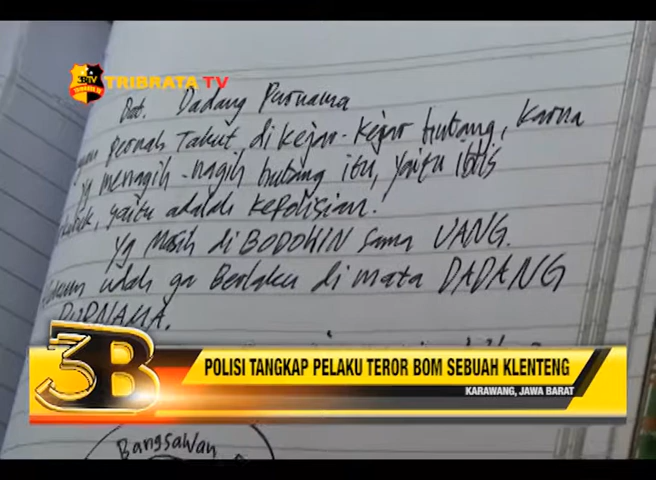 3BTV
TRIBRATA TV
Dadang Purnama
pernah Takut di kejar-kejar hutang, karna
yg menagih-nagih hutang itu, yaitu iblis
yaitu adalah kepolisian!
yg Masih di BODOHIN sama UANG.
udah ga Berlaku di mata DADANG
PURNAMA.
3B
POLISI TANGKAP PELAKU TEROR BOM SEBUAH KLENTENG
KARAWANG, JAWA BARAT
Bangsawan